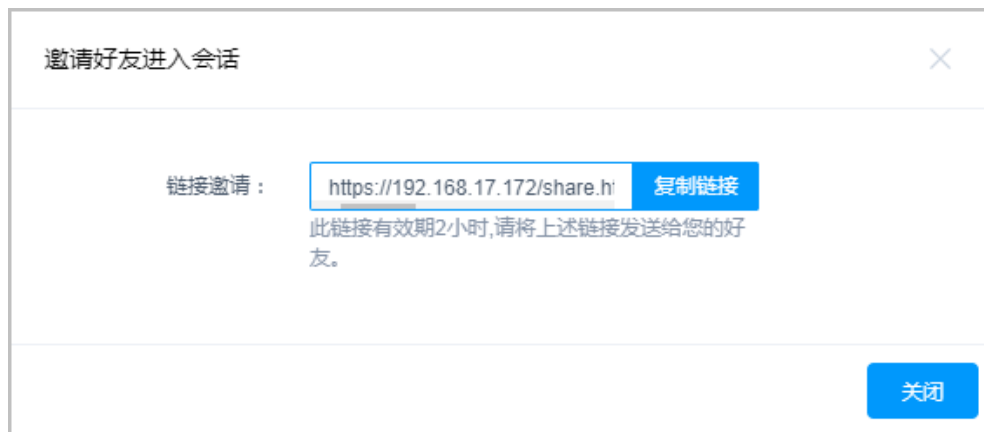 邀请好友进入会话
链接邀请：
https://192.168.17.172/share.h
复制链接
此链接有效期2小时,请将上述链接发送给您的好
友。
关闭